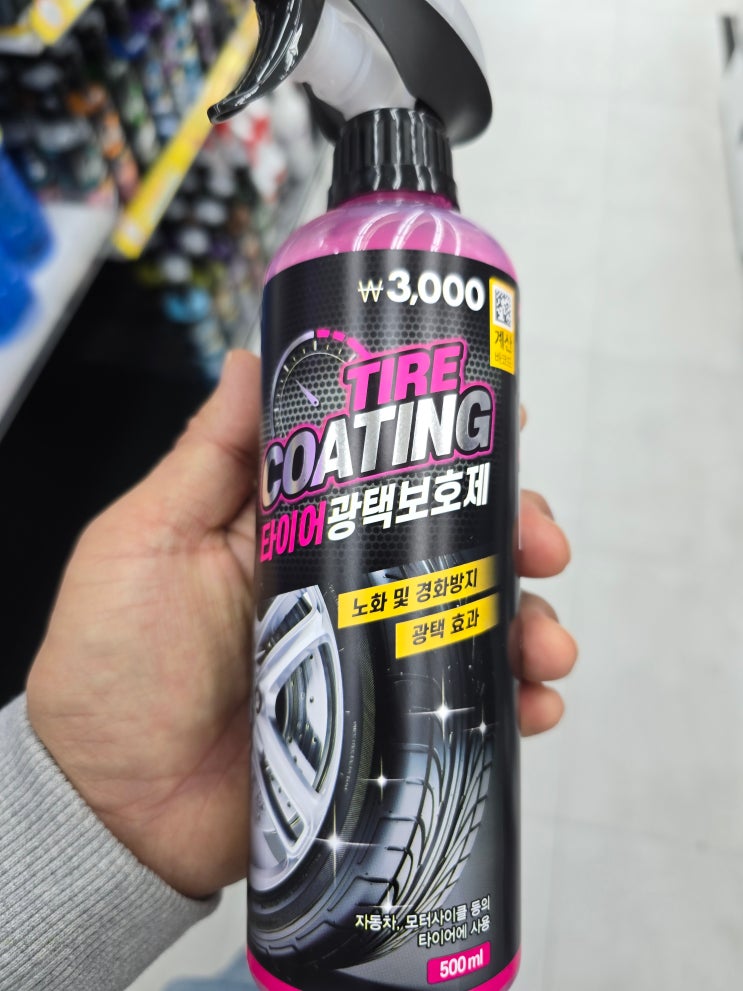 ₩3,000
계산
TIRE
COATING
타이어광택보호제
노화 및 경화방지
광택 효과
자동차, 모터사이클 등의
타이어에 사용
500ml